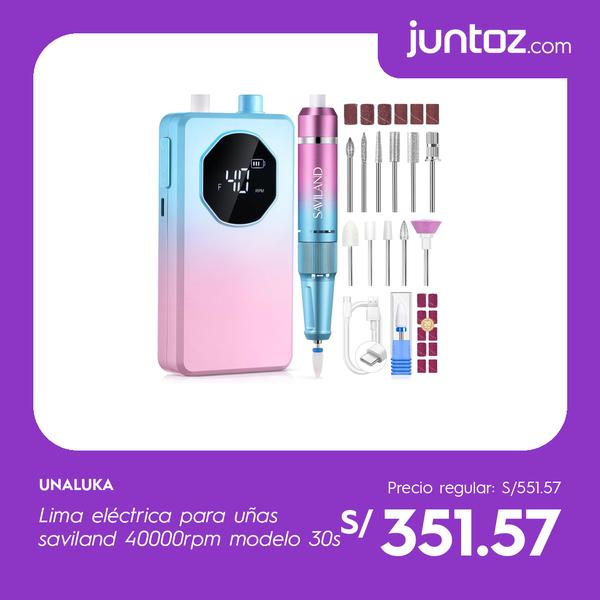 juntoz.com
40
F
RPM
SAVILAND
UNALUKA
Precio regular: S/551.57
Lima eléctrica para uñas
saviland 40000rpm modelo 30s
S/ 351.57